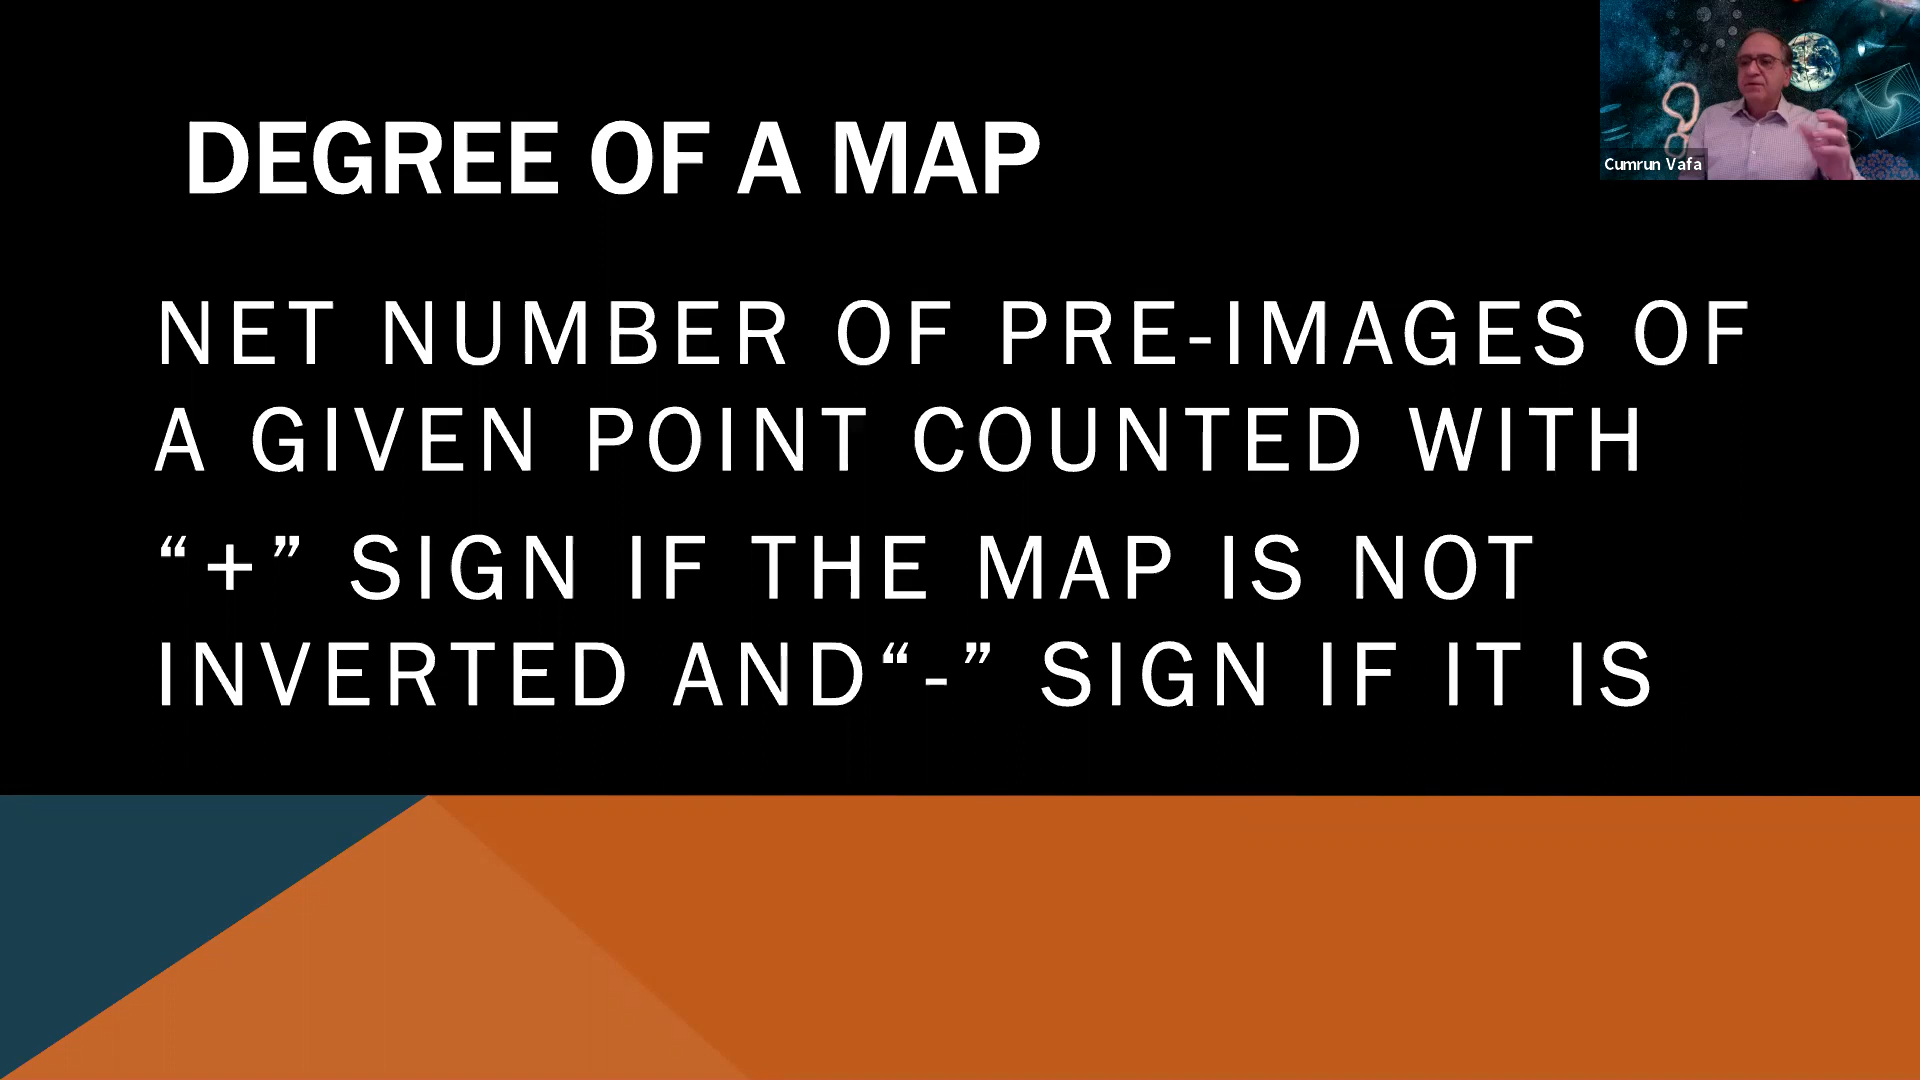 DEGREE OF A MAP
NET NUMBER OF PRE-IMAGES OF
A GIVEN POINT COUNTED WITH
“+” SIGN IF THE MAP IS NOT
INVERTED AND“-” SIGN IF IT IS
Cumrun Vafa